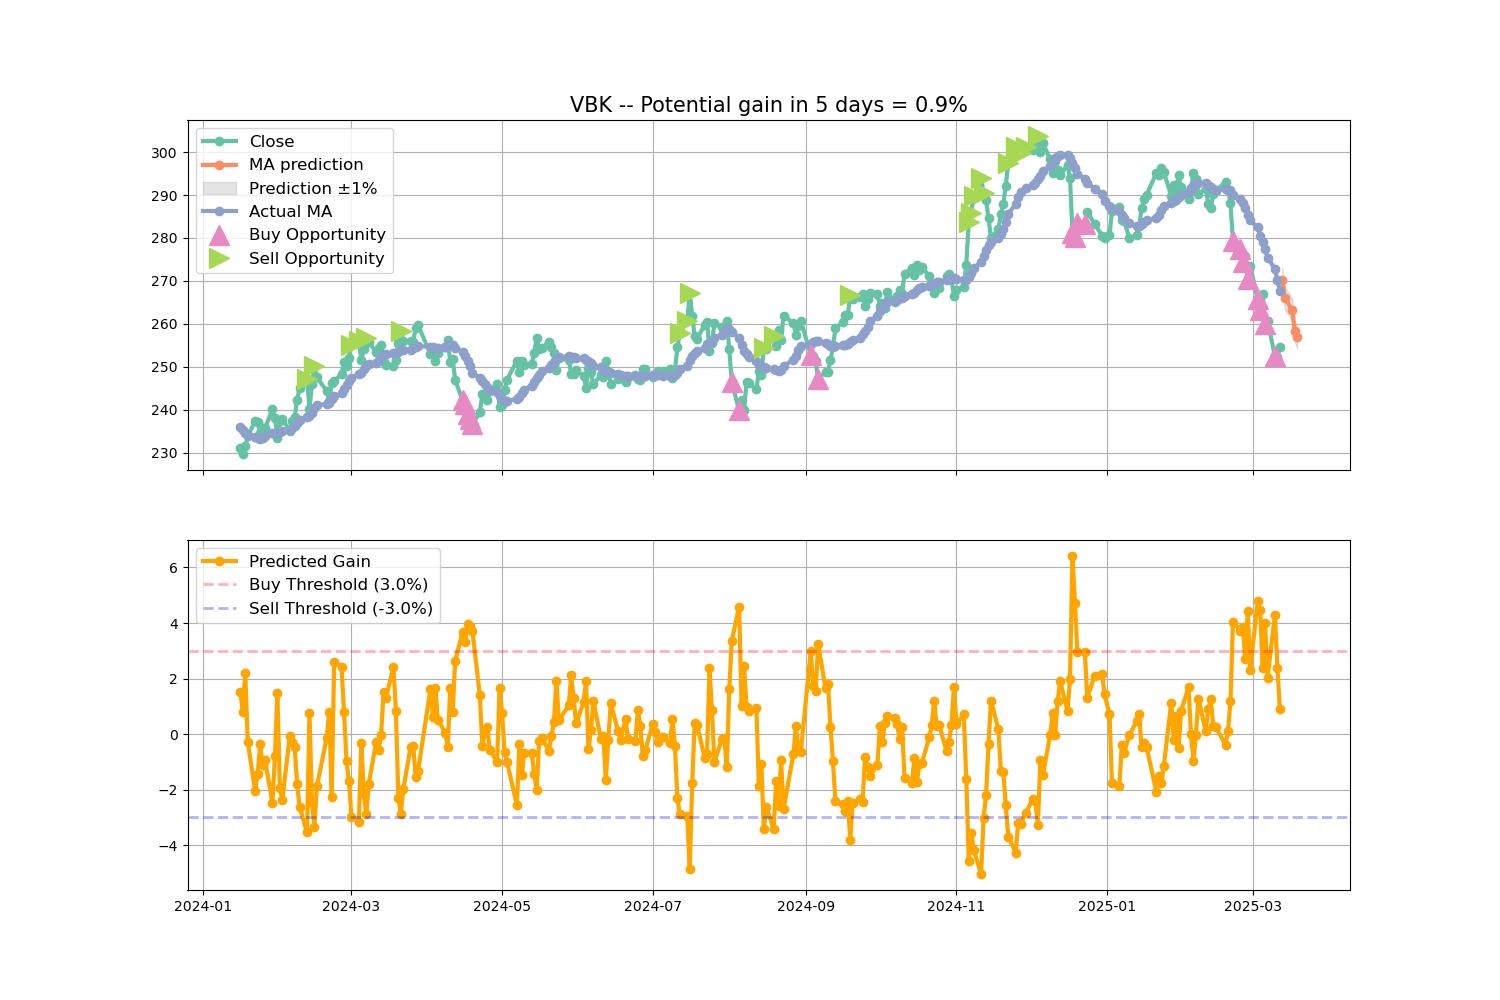 VBK -- Potential gain in 5 days = 0.9%
Close
MA prediction
Prediction ±1%
Actual MA
Buy Opportunity
Sell Opportunity
300
290
280
270
260
250
240
230
Predicted Gain
Buy Threshold (3.0%)
Sell Threshold (-3.0%)
6
4
2
0
−2
−4
2024-01 2024-03 2024-05 2024-07 2024-09 2024-11 2025-01 2025-03